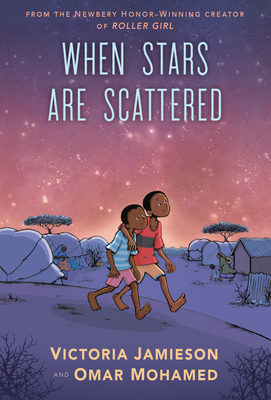 FROM THE NEWBERY HONOR–WINNING CREATOR
OF ROLLER GIRL
WHEN STARS
ARE SCATTERED
VICTORIA JAMIESON
AND OMAR MOHAMED